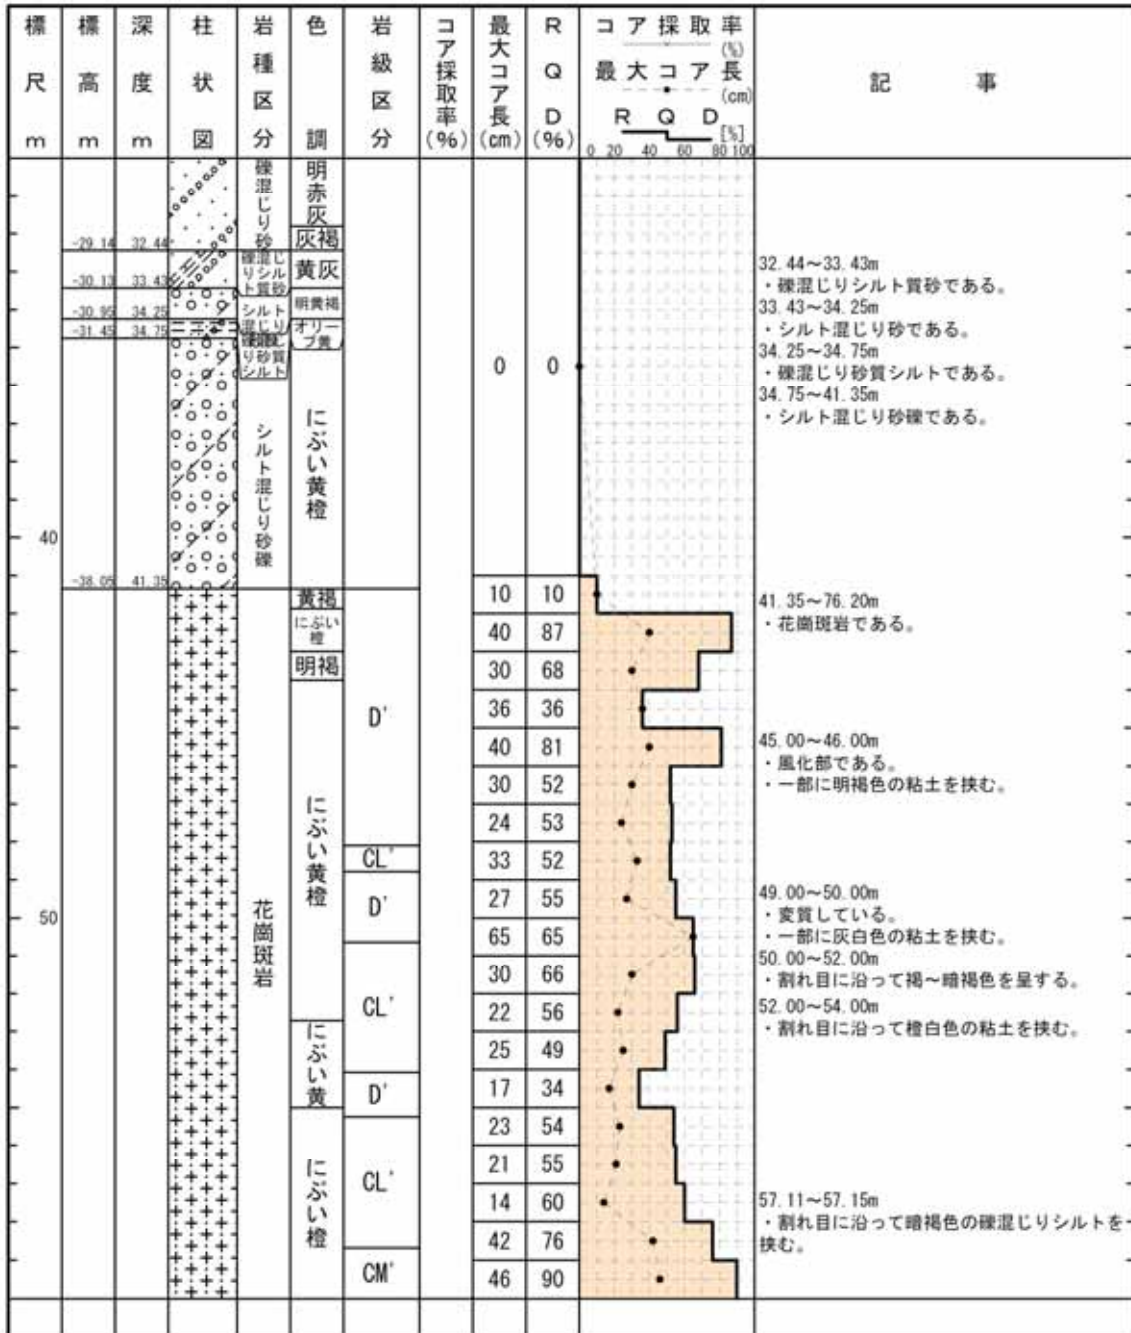 標尺m
標高m
深度m
柱状図
岩種区分
色調
岩級区分
コア採取率(%)
最大コア長(cm)
RQD(%)
コア採取率
(%)
最大コア長
(cm)
RQD
[%]
0 20 40 60 80 100
記事
礫混じり砂
明赤灰
灰褐
-29.14 32.44
礫混じりシルト質砂
黄灰
-30.13 33.43
シルト混じり
明黄褐
-30.95 34.25
オリーブ黄
-31.45 34.75
り砂質シルト
0 0
シルト混じり砂礫
にぶい黄橙
40
-38.05 41.35
32.44～33.43m
・礫混じりシルト質砂である。
33.43～34.25m
・シルト混じり砂である。
34.25～34.75m
・礫混じり砂質シルトである。
34.75～41.35m
・シルト混じり砂礫である。
花崗斑岩
黄褐
にぶい橙
明褐
にぶい黄橙
にぶい黄
にぶい橙
50
D'
CL'
D'
CL'
D'
CL'
CM'
10 10
40 87
30 68
36 36
40 81
30 52
24 53
33 52
27 55
65 65
30 66
22 56
25 49
17 34
23 54
21 55
14 60
42 76
46 90
41.35～76.20m
・花崗斑岩である。
45.00～46.00m
・風化部である。
・一部に明褐色の粘土を挟む。
49.00～50.00m
・変質している。
・一部に灰白色の粘土を挟む。
50.00～52.00m
・割れ目に沿って褐～暗褐色を呈する。
52.00～54.00m
・割れ目に沿って橙白色の粘土を挟む。
57.11～57.15m
・割れ目に沿って暗褐色の礫混じりシルトを
挟む。